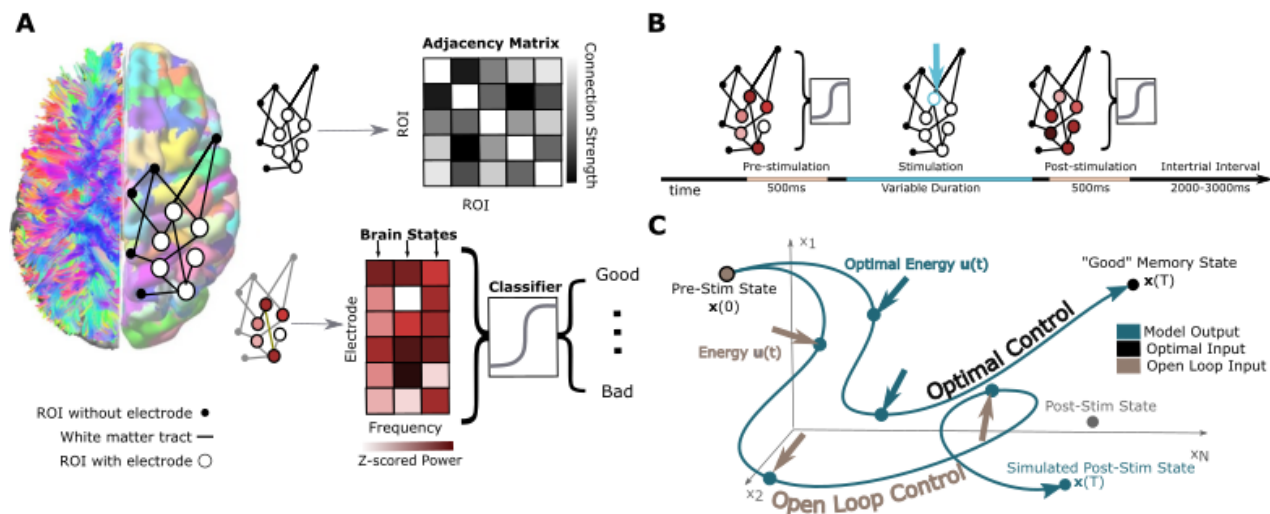 A
Adjacency Matrix
ROI
Connection Strength
ROI
Brain States
Electrode
Classifier
Good
Bad
Frequency
Z-scored Power
ROI without electrode
White matter tract
ROI with electrode
B
Pre-stimulation
Stimulation
Post-stimulation
Intertrial Interval
time
500ms
Variable Duration
500ms
2000-3000ms
C
x1
Optimal Energy u(t)
"Good" Memory State
x(T)
Pre-Stim State
x(0)
Energy u(t)
Optimal Control
Model Output
Optimal Input
Open Loop Input
Post-Stim State
xN
Simulated Post-Stim State
x(T)
x2
Open Loop Control